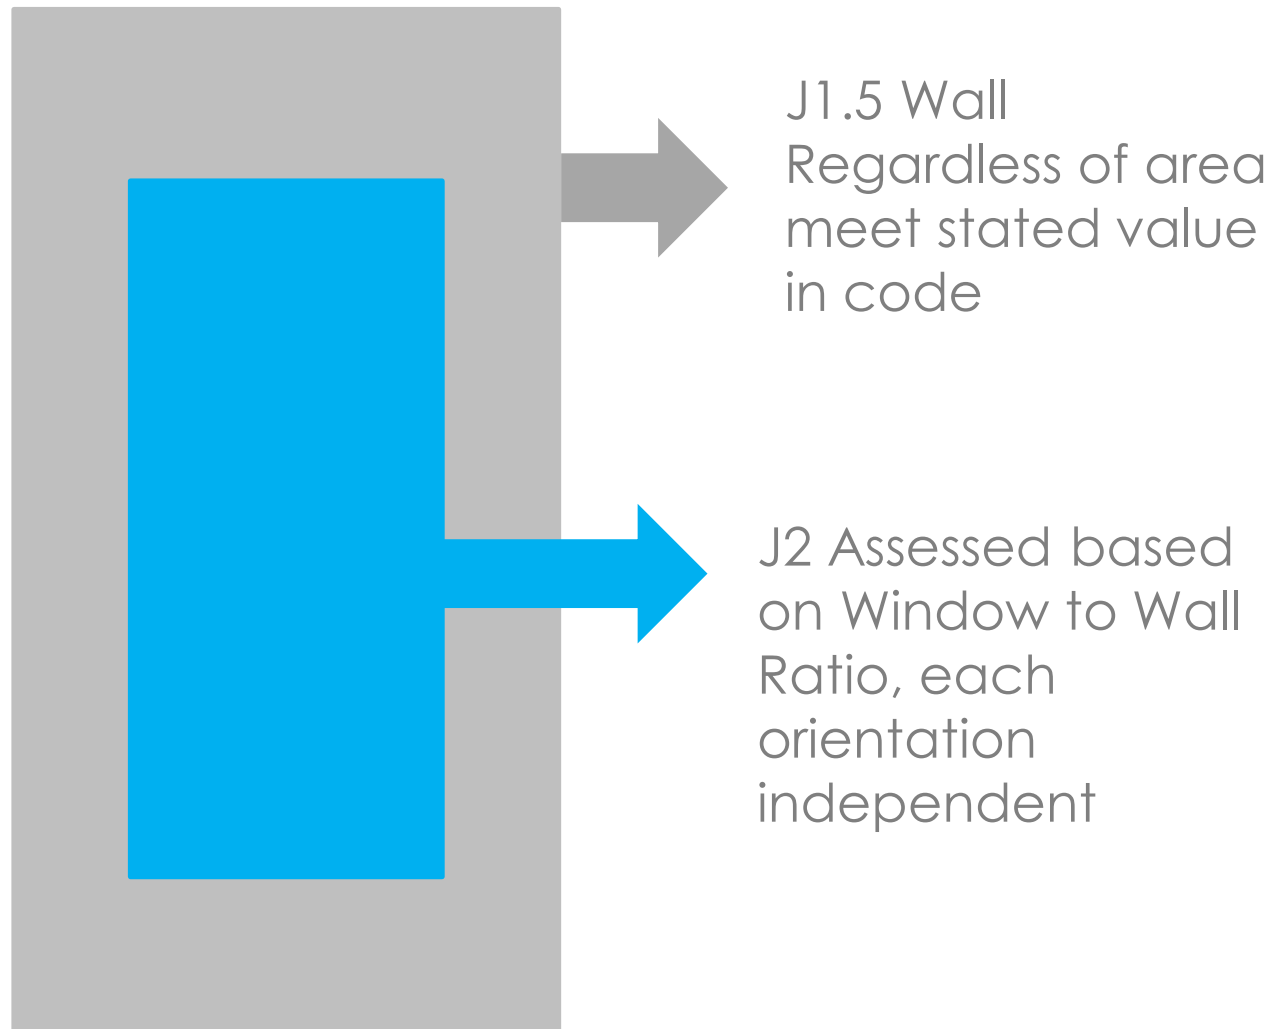 J1.5 Wall
Regardless of area
meet stated value
in code
J2 Assessed based
on Window to Wall
Ratio, each
orientation
independent